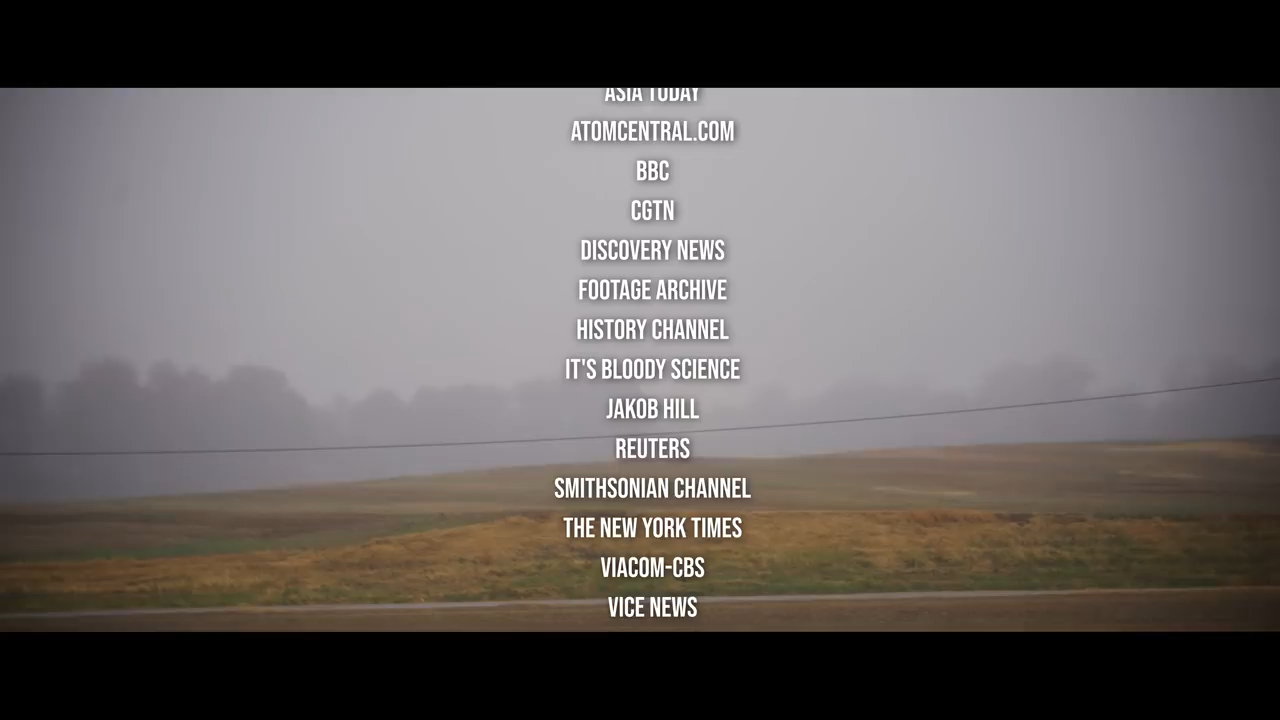 ASIA TODAY
ATOMCENTRAL.COM
BBC
CGTN
DISCOVERY NEWS
FOOTAGE ARCHIVE
HISTORY CHANNEL
IT'S BLOODY SCIENCE
JAKOB HILL
REUTERS
SMITHSONIAN CHANNEL
THE NEW YORK TIMES
VIACOM-CBS
VICE NEWS